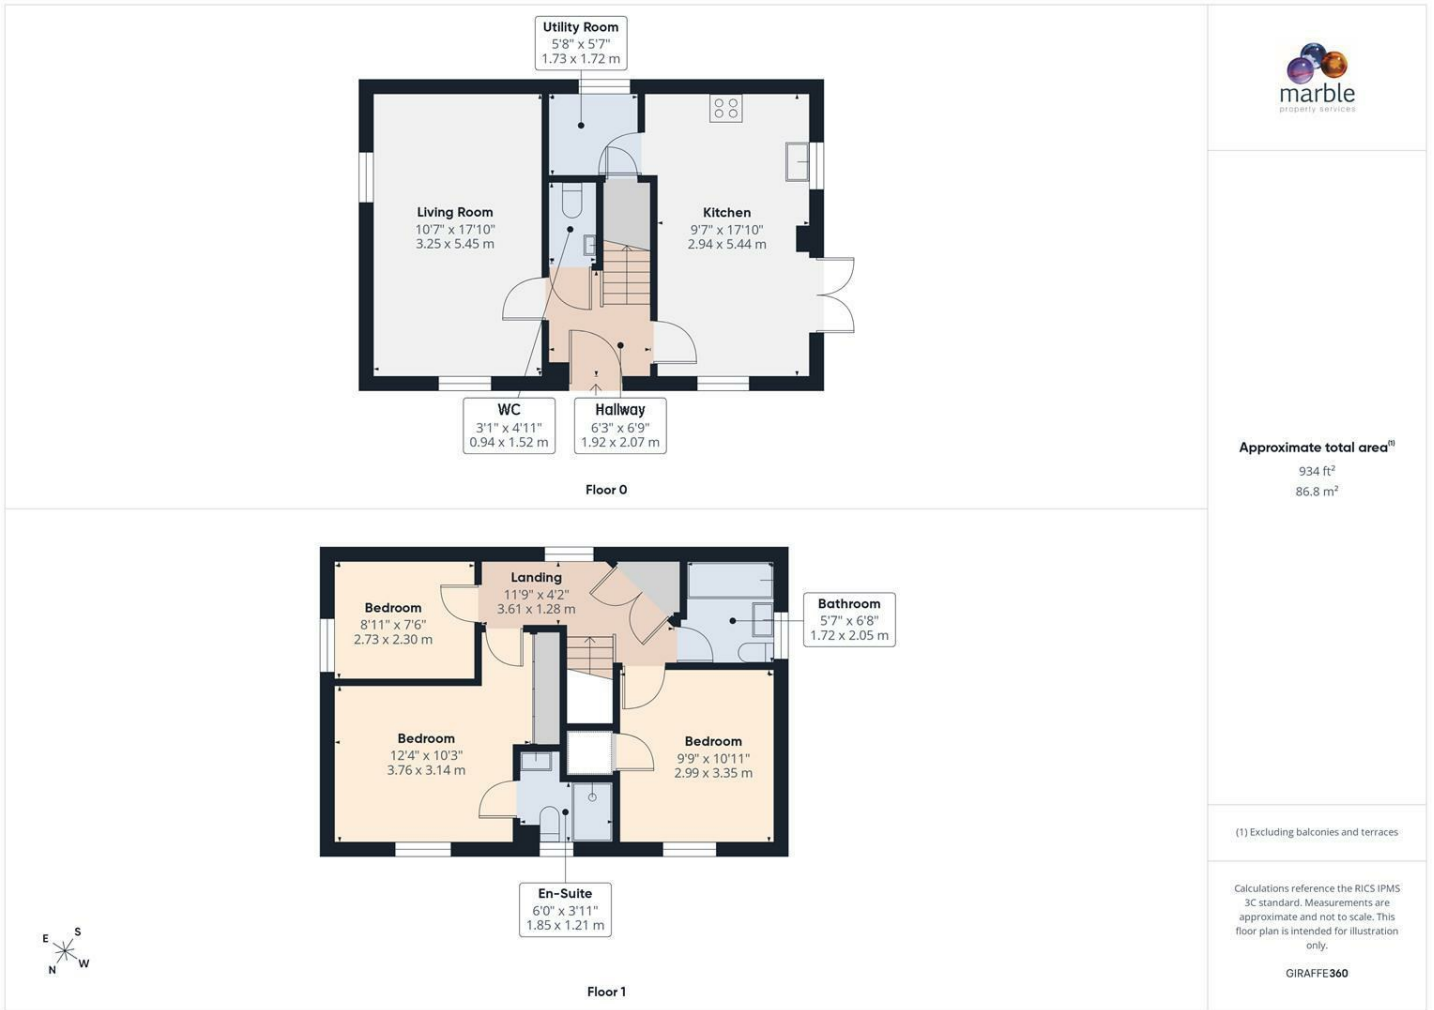 Utility Room
5'8" x 5'7"
1.73 x 1.72 m
Living Room
10'7" x 17'10"
3.25 x 5.45 m
Kitchen
9'7" x 17'10"
2.94 x 5.44 m
WC
3'1" x 4'11"
0.94 x 1.52 m
Hallway
6'3" x 6'9"
1.92 x 2.07 m
Floor 0
Landing
11'9" x 4'2"
3.61 x 1.28 m
Bedroom
8'11" x 7'6"
2.73 x 2.30 m
Bathroom
5'7" x 6'8"
1.72 x 2.05 m
Bedroom
12'4" x 10'3"
3.76 x 3.14 m
Bedroom
9'9" x 10'11"
2.99 x 3.35 m
En-Suite
6'0" x 3'11"
1.85 x 1.21 m
E
S
N
W
Floor 1
marble
property services
Approximate total area⁽¹⁾
934 ft²
86.8 m²
(1) Excluding balconies and terraces
Calculations reference the RICS IPMS
3C standard. Measurements are
approximate and not to scale. This
floor plan is intended for illustration
only.
GIRAFFE360